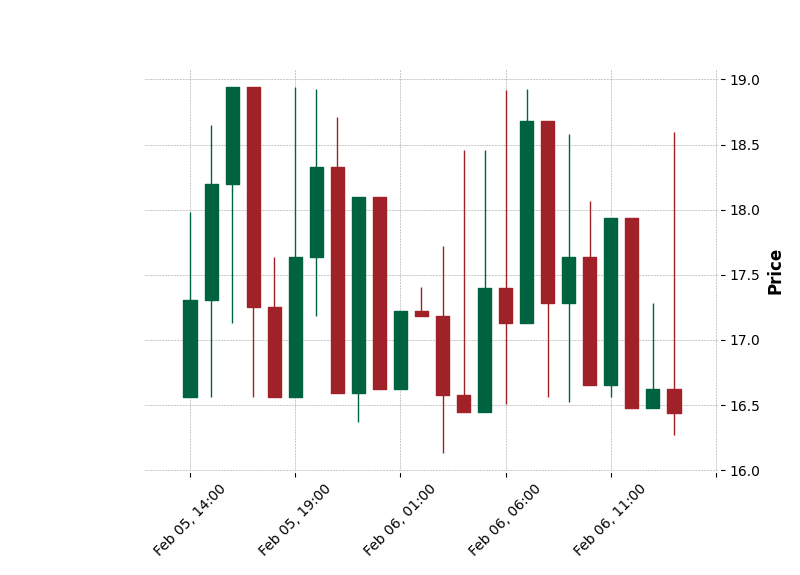 19.0
18.5
18.0
17.5
17.0
16.5
16.0
Price
Feb 05, 14:00
Feb 05, 19:00
Feb 06, 01:00
Feb 06, 06:00
Feb 06, 11:00